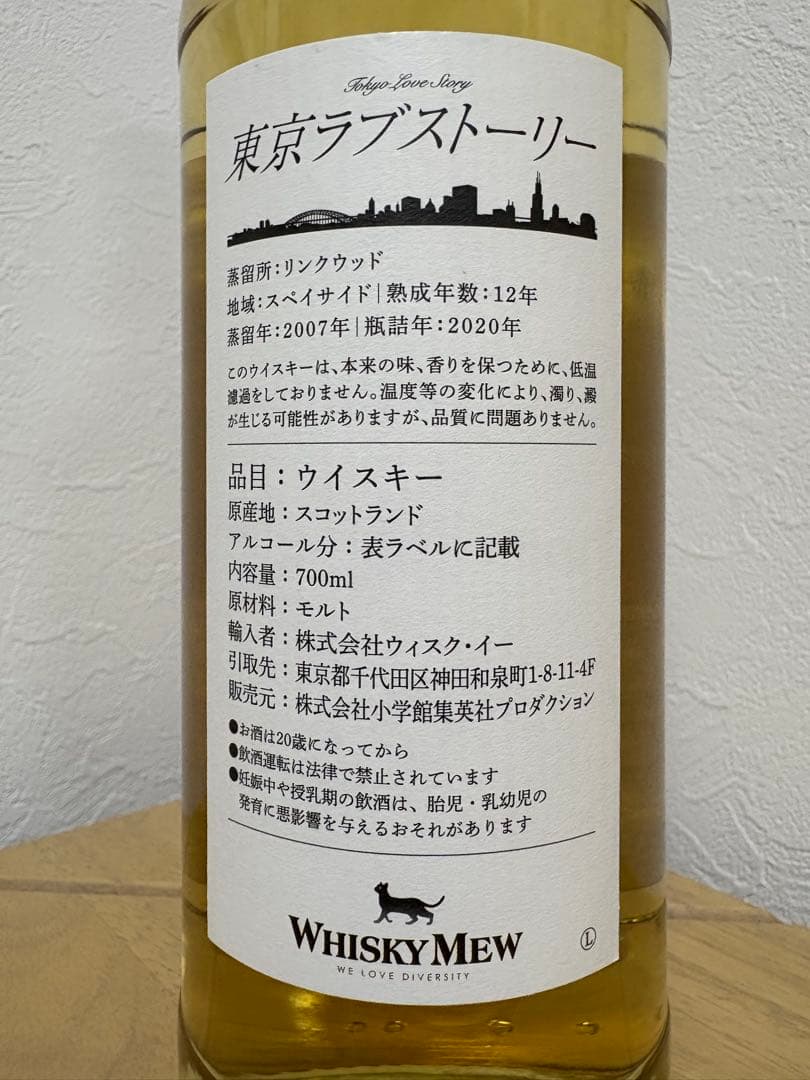 Tokyo Love Story
東京ラブストーリー
蒸留所：リンクウッド
地域：スペイサイド|熟成年数：12年
蒸留年：2007年|瓶詰年：2020年
このウイスキーは、本来の味、香りを保つために、低温
濾過をしておりません。温度等の変化により、濁り、澱
が生じる可能性がありますが、品質に問題ありません。
品目：ウイスキー
原産地：スコットランド
アルコール分：表ラベルに記載
内容量：700ml
原材料：モルト
輸入者：株式会社ウィスク・イー
引取先：東京都千代田区神田和泉町1-8-11-4F
販売元：株式会社小学館集英社プロダクション
●お酒は20歳になってから
●飲酒運転は法律で禁止されています
●妊娠中や授乳期の飲酒は、胎児・乳幼児の
発育に悪影響を与えるおそれがあります
WHISKY MEW
WE LOVE DIVERSITY
Ⓛ